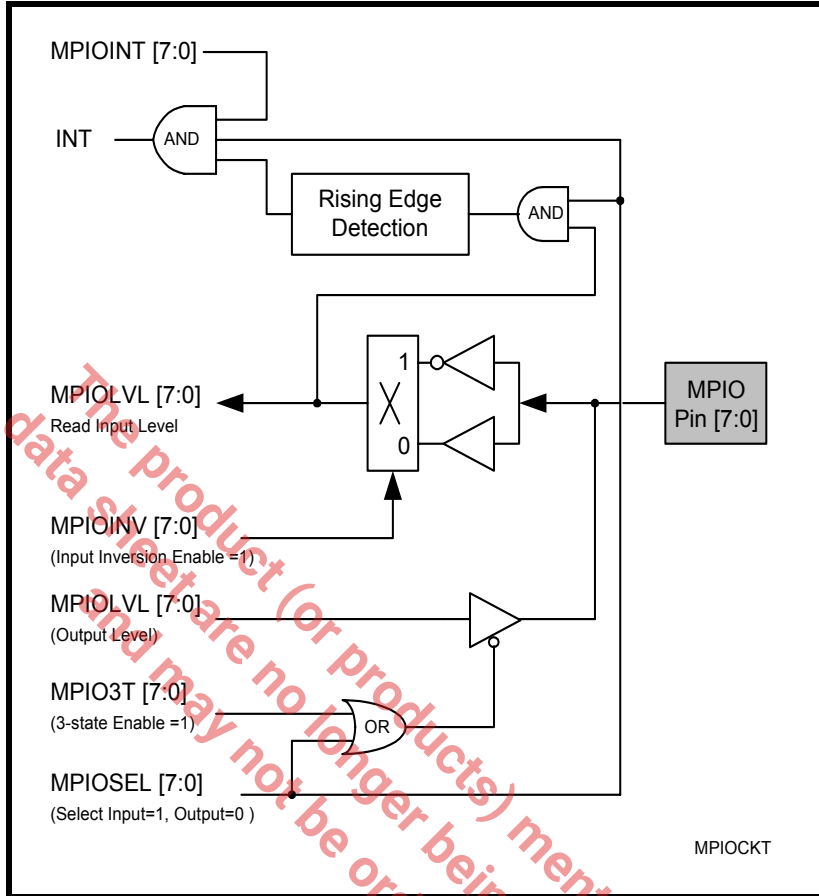 MPIOINT [7:0]
INT
AND
Rising Edge
Detection
AND
1
0
MPIOLVL [7:0]
Read Input Level
MPIO
Pin [7:0]
MPIOINV [7:0]
(Input Inversion Enable =1)
MPIOLVL [7:0]
(Output Level)
MPIO3T [7:0]
(3-state Enable =1)
OR
MPIOSEL [7:0]
(Select Input=1, Output=0 )
MPIOCKT
The product (or products)
data sheet are no longer
and may not be